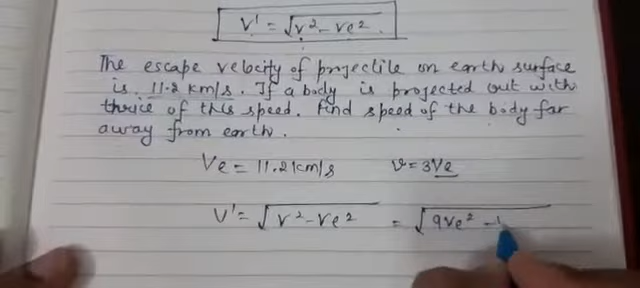 V' = √v² - ve²
The escape velocity of projectile on earth surface
is 11.2 km/s. If a body is projected out with
thrice of this speed. Find speed of the body far
away from earth.
Ve = 11.2 km/s v = 3Ve
V' = √v² - ve² = √9ve² -